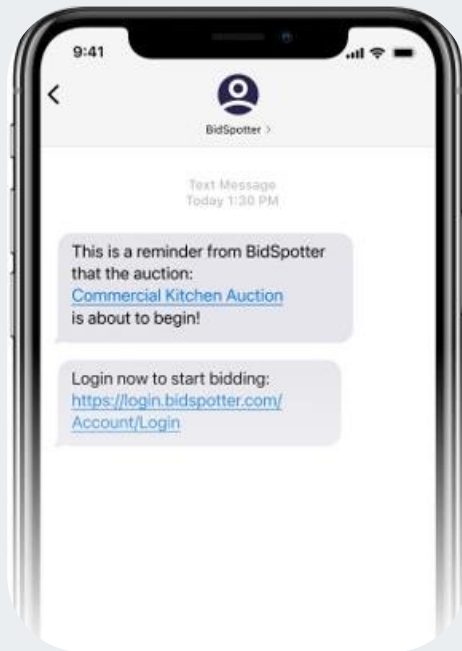 9:41
BidSpotter >
Text Message
Today 1:30 PM
This is a reminder from BidSpotter
that the auction:
Commercial Kitchen Auction
is about to begin!
Login now to start bidding:
https://login.bidspotter.com/
Account/Login